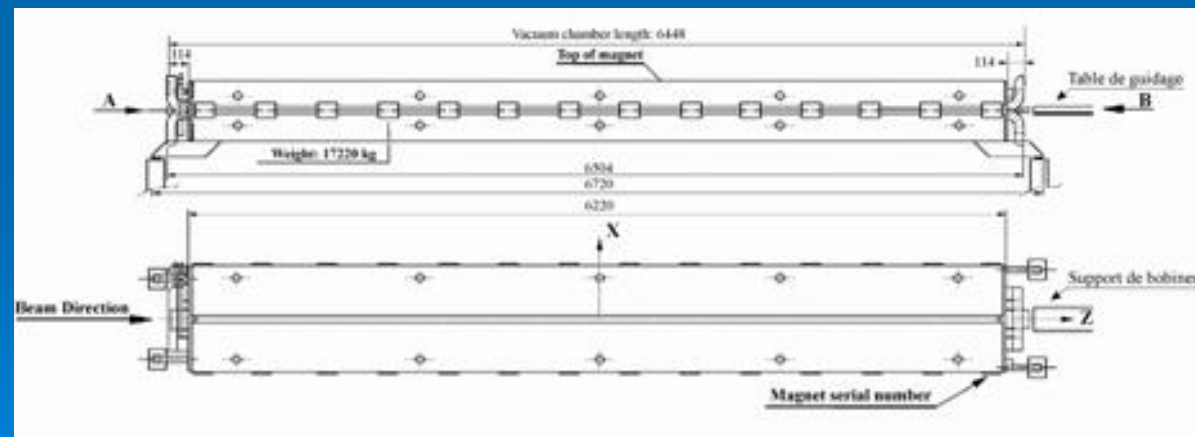 Vacuum chamber length: 6448
Top of magnet
114
114
Table de guidage
A
B
Weight: 17220 kg
6504
6720
6220
X
Support de bobine
Beam Direction
Z
Magnet serial number